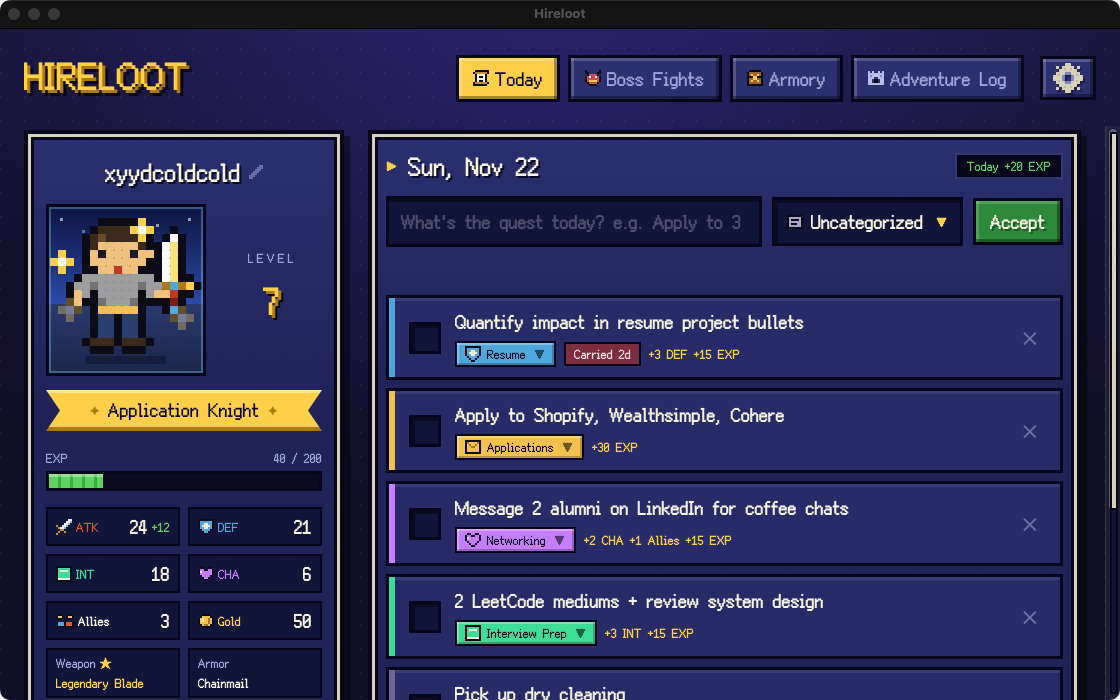 Hireloot
HIRELOOT
Today
Boss Fights
Armory
Adventure Log
xyydcoldcold
LEVEL
7
Application Knight
EXP 40 / 200
ATK 24 +12
DEF 21
INT 18
CHA 6
Allies 3
Gold 50
Weapon
Legendary Blade
Armor
Chainmail
Sun, Nov 22
Today +20 EXP
What's the quest today? e.g. Apply to 3
Uncategorized
Accept
Quantify impact in resume project bullets
Resume Carried 2d +3 DEF +15 EXP
Apply to Shopify, Wealthsimple, Cohere
Applications +30 EXP
Message 2 alumni on LinkedIn for coffee chats
Networking +2 CHA +1 Allies +15 EXP
2 LeetCode mediums + review system design
Interview Prep +3 INT +15 EXP
Pick up dry cleaning